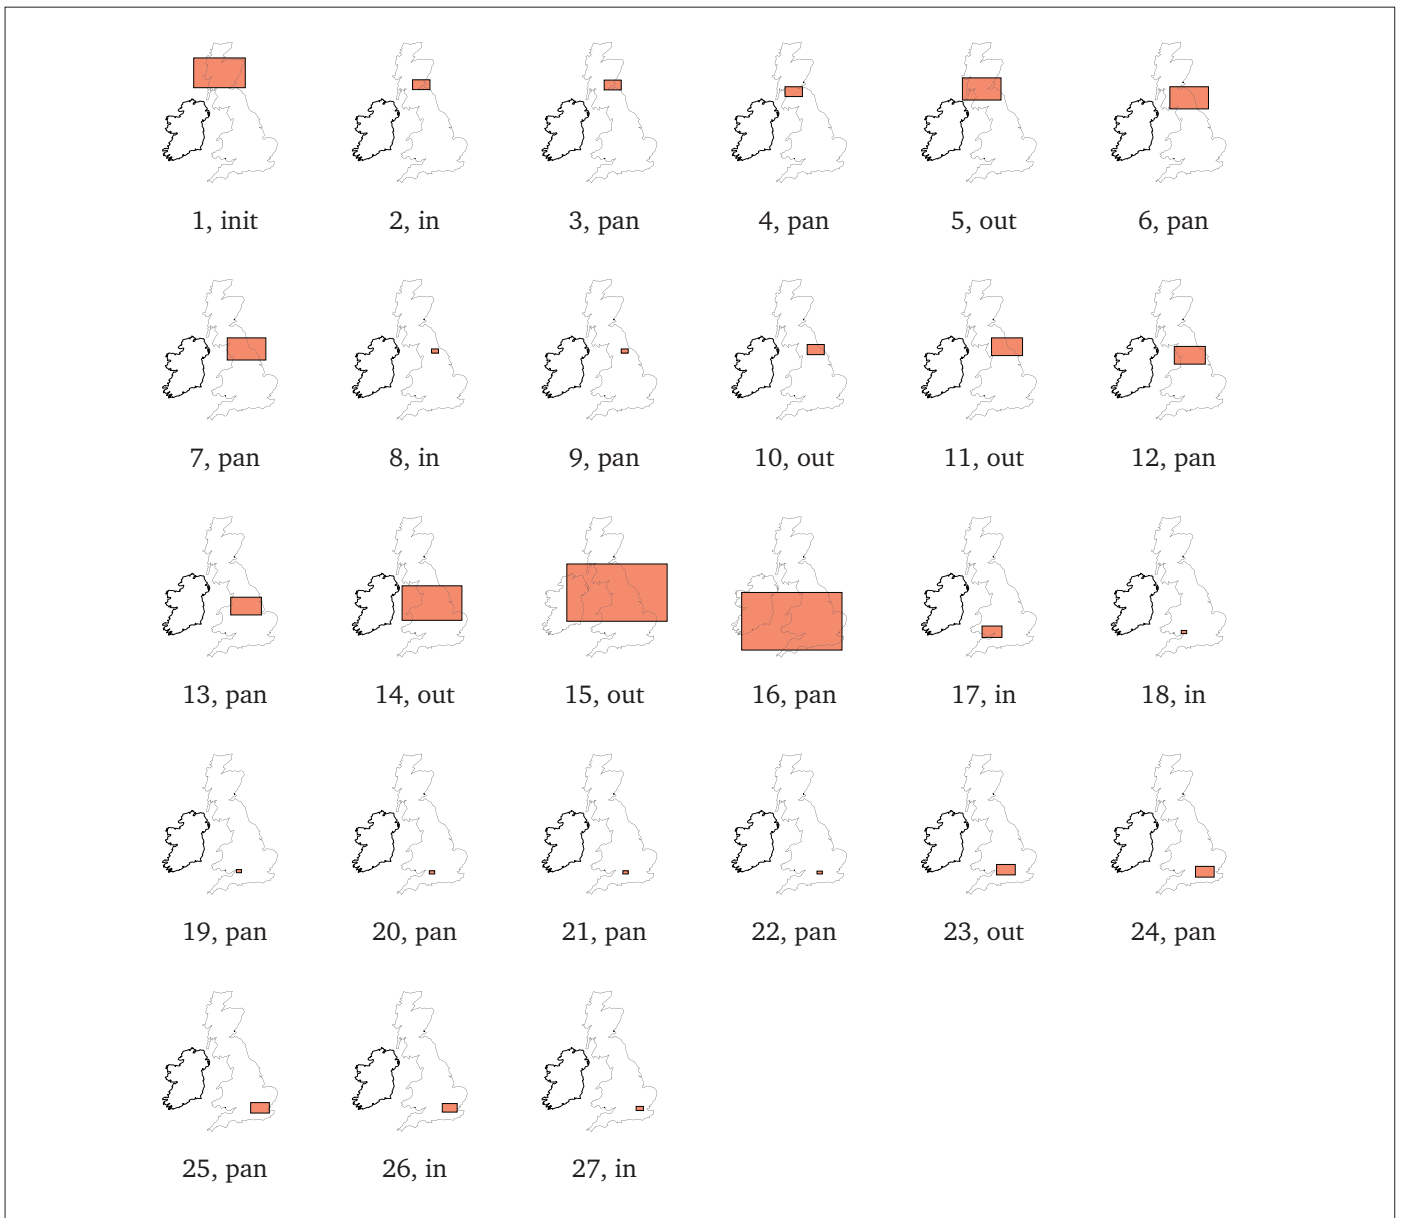 1, init
2, in
3, pan
4, pan
5, out
6, pan
7, pan
8, in
9, pan
10, out
11, out
12, pan
13, pan
14, out
15, out
16, pan
17, in
18, in
19, pan
20, pan
21, pan
22, pan
23, out
24, pan
25, pan
26, in
27, in